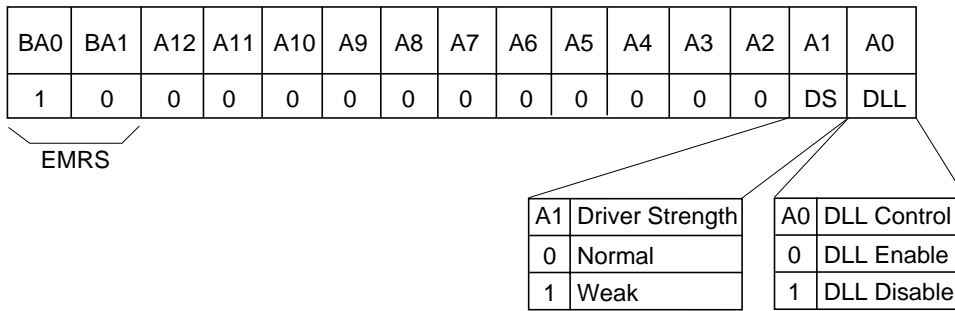 BA0 BA1 A12 A11 A10 A9 A8 A7 A6 A5 A4 A3 A2 A1 A0
1 0 0 0 0 0 0 0 0 0 0 0 0 DS DLL
EMRS
A1 Driver Strength
0 Normal
1 Weak
A0 DLL Control
0 DLL Enable
1 DLL Disable